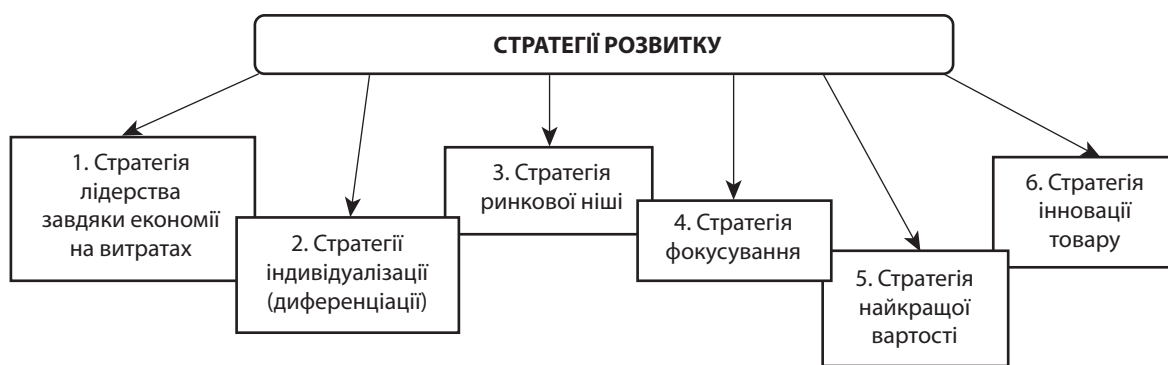 СТРАТЕГІЇ РОЗВИТКУ
1. Стратегія
лідерства
завдяки економії
на витратах
2. Стратегії
індивідуалізації
(диференціації)
3. Стратегія
ринкової ніші
4. Стратегія
фокусування
5. Стратегія
найкращої
вартості
6. Стратегія
інновації
товару